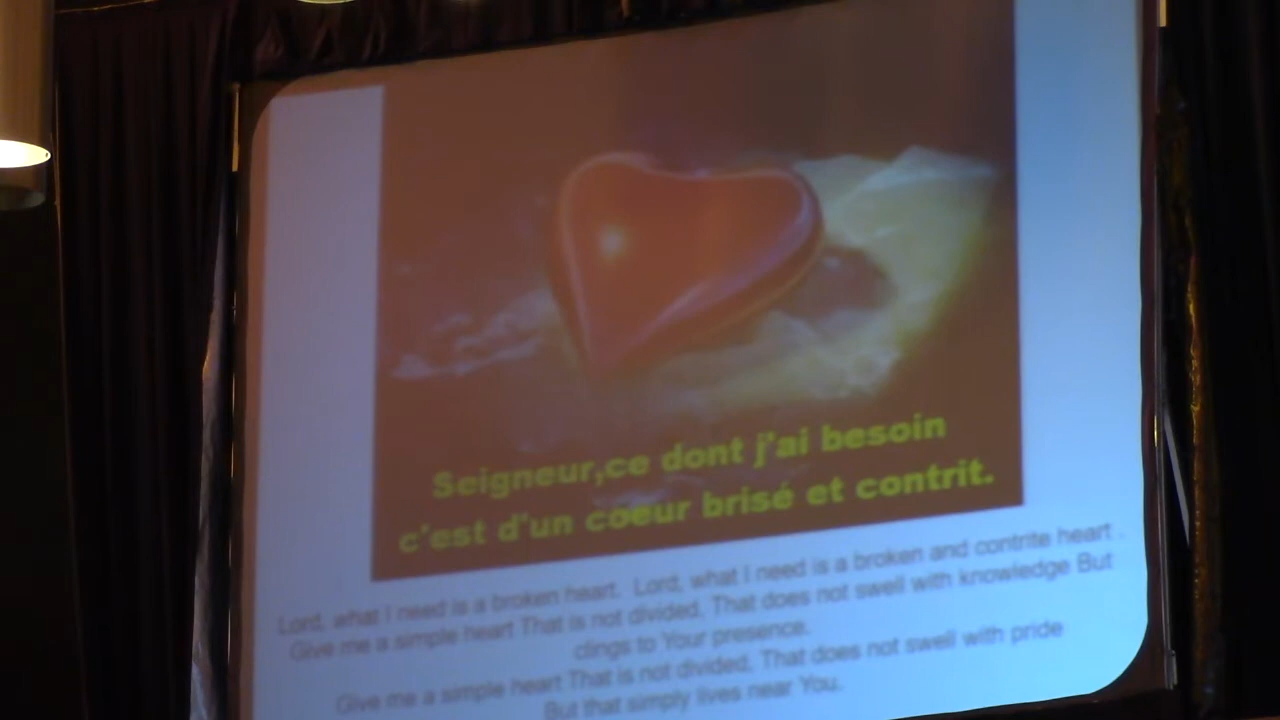 Seigneur,ce dont j'ai besoin
c'est d'un coeur brisé et contrit.
Lord, what I need is a broken heart. Lord, what I need is a broken and contrite heart .
Give me a simple heart That is not divided, That does not swell with knowledge But
clings to Your presence.
Give me a simple heart That is not divided, That does not swell with pride
But that simply lives near You.